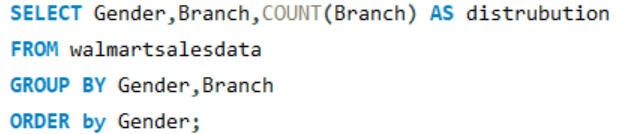 SELECT Gender,Branch,COUNT(Branch) AS distrubution
FROM walmartsalesdata
GROUP BY Gender,Branch
ORDER by Gender;